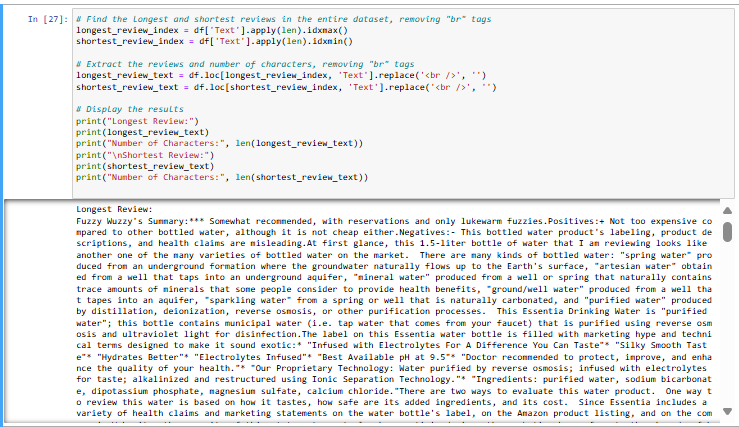 In [27]: # Find the Longest and shortest reviews in the entire dataset, removing "br" tags
longest_review_index = df['Text'].apply(len).idxmax()
shortest_review_index = df['Text'].apply(len).idxmin()
# Extract the reviews and number of characters, removing "br" tags
longest_review_text = df.loc[longest_review_index, 'Text'].replace('<br />', '')
shortest_review_text = df.loc[shortest_review_index, 'Text'].replace('<br />', '')
# Display the results
print("Longest Review:")
print(longest_review_text)
print("Number of Characters:", len(longest_review_text))
print("\nShortest Review:")
print(shortest_review_text)
print("Number of Characters:", len(shortest_review_text))
Longest Review:
Fuzzy Wuzzy's Summary:*** Somewhat recommended, with reservations and only lukewarm fuzzies.Positives:+ Not too expensive co
mpared to other bottled water, although it is not cheap either.Negatives:- This bottled water product's labeling, product de
scriptions, and health claims are misleading.At first glance, this 1.5-liter bottle of water that I am reviewing looks like
another one of the many varieties of bottled water on the market.  There are many kinds of bottled water: "spring water" pro
duced from an underground formation where the groundwater naturally flows up to the Earth's surface, "artesian water" obtain
ed from a well that taps into an underground aquifer, "mineral water" produced from a well or spring that naturally contains
trace amounts of minerals that some people consider to provide health benefits, "ground/well water" produced from a well tha
t taps into an aquifer, "sparkling water" from a spring or well that is naturally carbonated, and "purified water" produced
by distillation, deionization, reverse osmosis, or other purification processes.  This Essentia Drinking Water is "purified
water"; this bottle contains municipal water (i.e. tap water that comes from your faucet) that is purified using reverse osm
osis and ultraviolet light for disinfection.The label on this Essentia water bottle is filled with marketing hype and techni
cal terms designed to make it sound exotic:* "Infused with Electrolytes For A Difference You Can Taste"* "Silky Smooth Tast
e"* "Hydrates Better"* "Electrolytes Infused"* "Best Available pH at 9.5"* "Doctor recommended to protect, improve, and enha
nce the quality of your health."* "Our Proprietary Technology: Water purified by reverse osmosis; infused with electrolytes
for taste; alkalinized and restructured using Ionic Separation Technology."* "Ingredients: purified water, sodium bicarbonat
e, dipotassium phosphate, magnesium sulfate, calcium chloride."There are two ways to evaluate this water product.  One way t
o review this water is based on how it tastes, how safe are its added ingredients, and its cost.  Since Essentia includes a
variety of health claims and marketing statements on the water bottle's label, on the Amazon product listing, and on the com